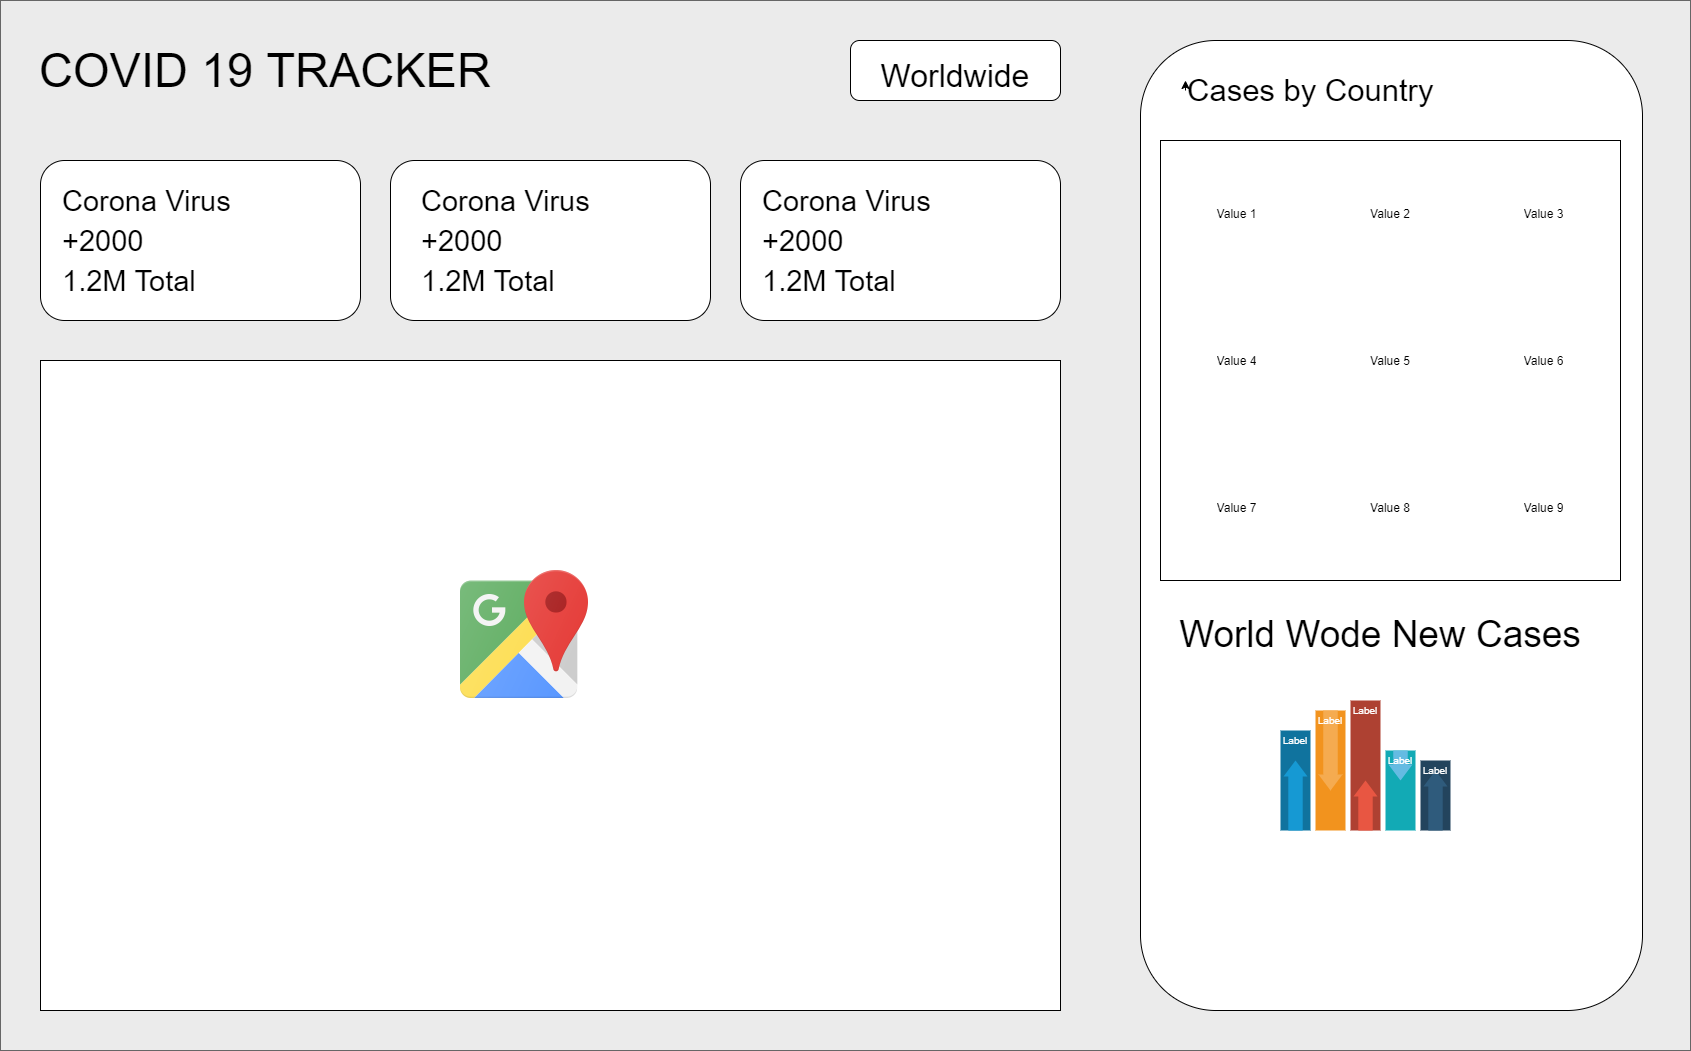 COVID 19 TRACKER
Worldwide
Corona Virus
+2000
1.2M Total
Corona Virus
+2000
1.2M Total
Corona Virus
+2000
1.2M Total
G
Cases by Country
Value 1 Value 2 Value 3
Value 4 Value 5 Value 6
Value 7 Value 8 Value 9
World Wode New Cases
Label
Label
Label
Label
Label